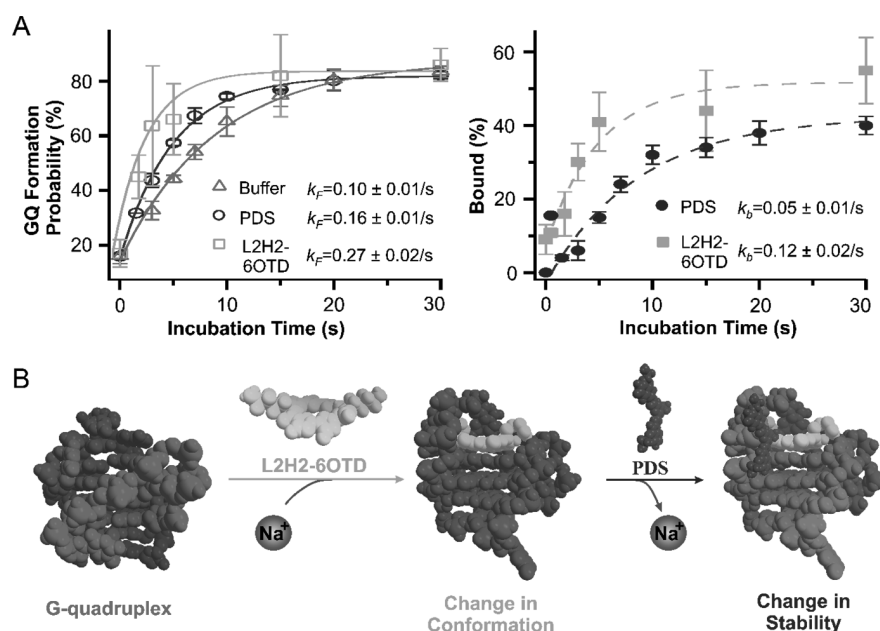 A
GQ Formation
Probability (%)
80
60
40
20
0
10
20
30
Incubation Time (s)
Buffer kF=0.10 ± 0.01/s
PDS kF=0.16 ± 0.01/s
L2H2-
6OTD kF=0.27 ± 0.02/s
Bound (%)
60
40
20
0
0
10
20
30
Incubation Time (s)
PDS kb=0.05 ± 0.01/s
L2H2-
6OTD kb=0.12 ± 0.02/s
B
L2H2-6OTD
PDS
Na+
Na+
G-quadruplex
Change in
Conformation
Change in
Stability